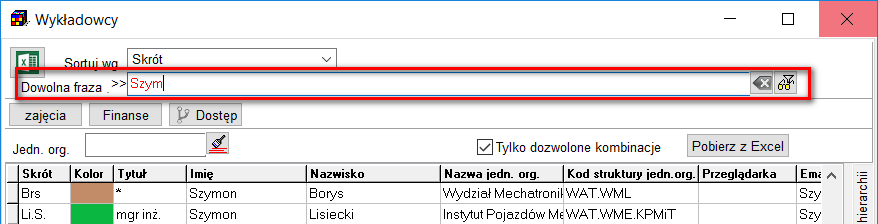 Wykładowcy
Sortuj wg Skrót
Dowolna fraza . >> Szym
zajęcia Finanse Dostęp
Jedn. org. Tylko dozwolone kombinacje Pobierz z Excel
Skrót Kolor Tytuł Imię Nazwisko Nazwa jedn. org. Kod struktury jedn.org. Przeglądarka Ema
Brs * Szymon Borys Wydział Mechatronik WAT.WML Szy
Li.S. mgr inż. Szymon Lisiecki Instytut Pojazdów Me WAT.WME.KPMiT Szy
hierarchii